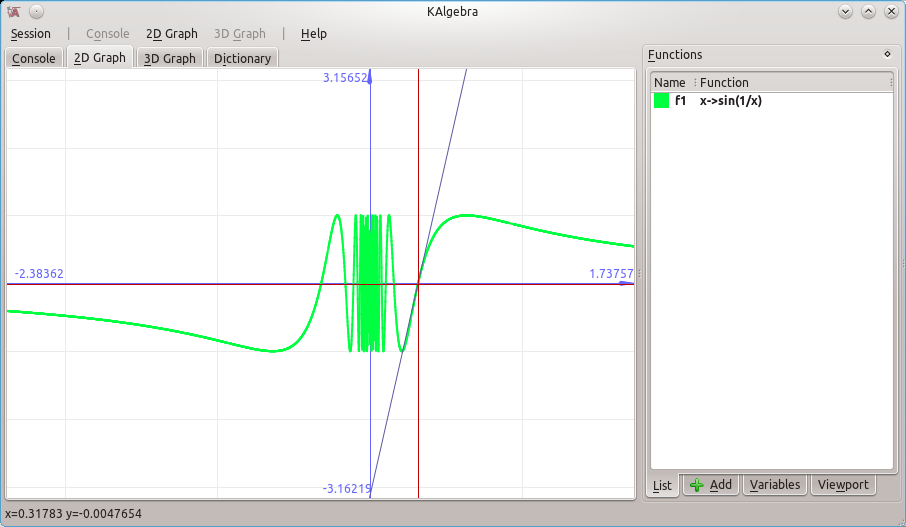 KAlgebra
Session | Console 2D Graph 3D Graph | Help
Console 2D Graph 3D Graph Dictionary
Functions
Name Function
f1 x->sin(1/x)
3.15652
-2.38362
1.73757
-3.16219
List Add Variables Viewport
x=0.31783 y=-0.0047654